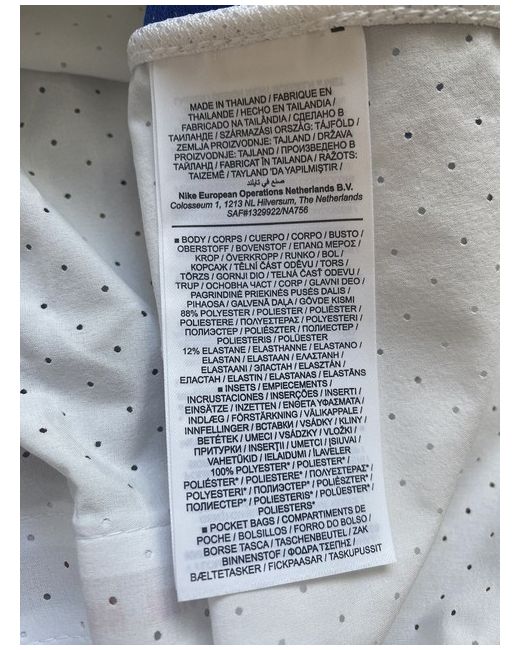 MADE IN THAILAND / FABRIQUE EN
THAILANDE / HECHO EN TAILANDIA /
FABRICADO NA TAILÂNDIA / СДЕЛАНО В
ТАИЛАНДЕ / SZÁRMAZÁSI ORSZÁG: TÁJFÖLD /
ZEMLJA PROIZVODNJE: TAJLAND / DRŽAVA
PROIZVODNJE: TAJLAND / ПРОИЗВЕДЕНО В
ТАЙЛАНД / FABRICAT ÎN TAILANDA / RAŽOTS:
TAIZEMĒ / TAYLAND 'DA YAPILMIŞTIR /
صنع في تايلند
Nike European Operations Netherlands B.V.
Colosseum 1, 1213 NL Hilversum, The Netherlands
SAF#1329922/NA756
■ BODY / CORPS / CUERPO / CORPO / BUSTO /
OBERSTOFF / BOVENSTOF / ΕΠΑΝΩ ΜΕΡΟΣ /
KROP / ÖVERKROPP / RUNKO / BOL /
КОРСАЖ / TĚLNÍ ČÁST ODĚVU / TORS /
TÖRZS / GORNJI DIO / TELNÁ ČASŤ ODEVU /
TRUP / ОСНОВНА ЧАСТ / CORP / GLAVNI DEO /
PAGRINDINĖ PRIEKINĖS PUSĖS DALIS /
PIHAOSA / GALVENĀ DAĻA / GÖVDE KISMI
88% POLYESTER / POLIÉSTER / POLIÉSTER /
POLIESTERE / ΠΟΛΥΕΣΤΕΡΑΣ / POLYESTERI /
ПОЛИЭСТЕР / POLIÉSZTER / ПОЛИЕСТЕР /
POLIESTERIS / POLÜESTER
12% ELASTANE / ELASTHANNE / ELASTANO /
ELASTAN / ELASTAAN / ΕΛΑΣΤΑΝΗ /
ELASTAANI / ЭЛАСТАН / ELASZTÁN /
ЕЛАСТАН / ELASTIN / ELASTANAS / ELASTĀNS
■ INSETS / EMPIECEMENTS /
INCRUSTACIONES / INSERÇÕES / INSERTI /
EINSÄTZE / INZETTEN / ΕΝΘΕΤΑ ΥΦΑΣΜΑΤΑ /
INDLÆG / FÖRSTÄRKNING / VÄLIKAPPALE /
INNFELLINGER / ВСТАВКИ / VSÁDKY / KLINY /
BETÉTEK / UMECI / VSÁDZKY / VLOŽKI /
ПРИТУРКИ / INSERȚII / UMETCI / ĮSIUVAI /
VAHETÜKID / IELAIDUMI / İLAVELER
100% POLYESTER* / POLIESTER* /
POLIÉSTER* / POLIESTERE* / ΠΟΛΥΕΣΤΕΡΑΣ* /
POLYESTERI* / ПОЛИЭСТЕР* / POLIÉSZTER* /
ПОЛИЕСТЕР* / POLIESTERIS* / POLÜESTER* /
POLIESTERS*
■ POCKET BAGS / COMPARTIMENTS DE
POCHE / BOLSILLOS / FORRO DO BOLSO /
BORSE TASCA / TASCHENBEUTEL / ZAK
BINNENSTOF / ΦΟΔΡΑ ΤΣΕΠΗΣ /
BÆLTETASKER / FICKPAASAR / TASKUPUSSIT